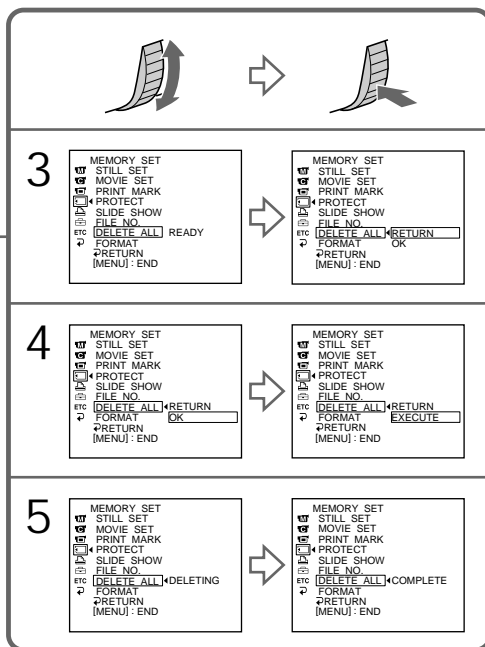 3
MEMORY SET
STILL SET
MOVIE SET
PRINT MARK
PROTECT
SLIDE SHOW
FILE NO.
ETC DELETE ALL READY
FORMAT
RETURN
[MENU] : END
MEMORY SET
STILL SET
MOVIE SET
PRINT MARK
PROTECT
SLIDE SHOW
FILE NO.
ETC DELETE ALL RETURN
FORMAT OK
RETURN
[MENU] : END
4
MEMORY SET
STILL SET
MOVIE SET
PRINT MARK
PROTECT
SLIDE SHOW
FILE NO.
ETC DELETE ALL RETURN
FORMAT OK
RETURN
[MENU] : END
MEMORY SET
STILL SET
MOVIE SET
PRINT MARK
PROTECT
SLIDE SHOW
FILE NO.
ETC DELETE ALL RETURN
FORMAT EXECUTE
RETURN
[MENU] : END
5
MEMORY SET
STILL SET
MOVIE SET
PRINT MARK
PROTECT
SLIDE SHOW
FILE NO.
ETC DELETE ALL DELETING
FORMAT
RETURN
[MENU] : END
MEMORY SET
STILL SET
MOVIE SET
PRINT MARK
PROTECT
SLIDE SHOW
FILE NO.
ETC DELETE ALL COMPLETE
FORMAT
RETURN
[MENU] : END